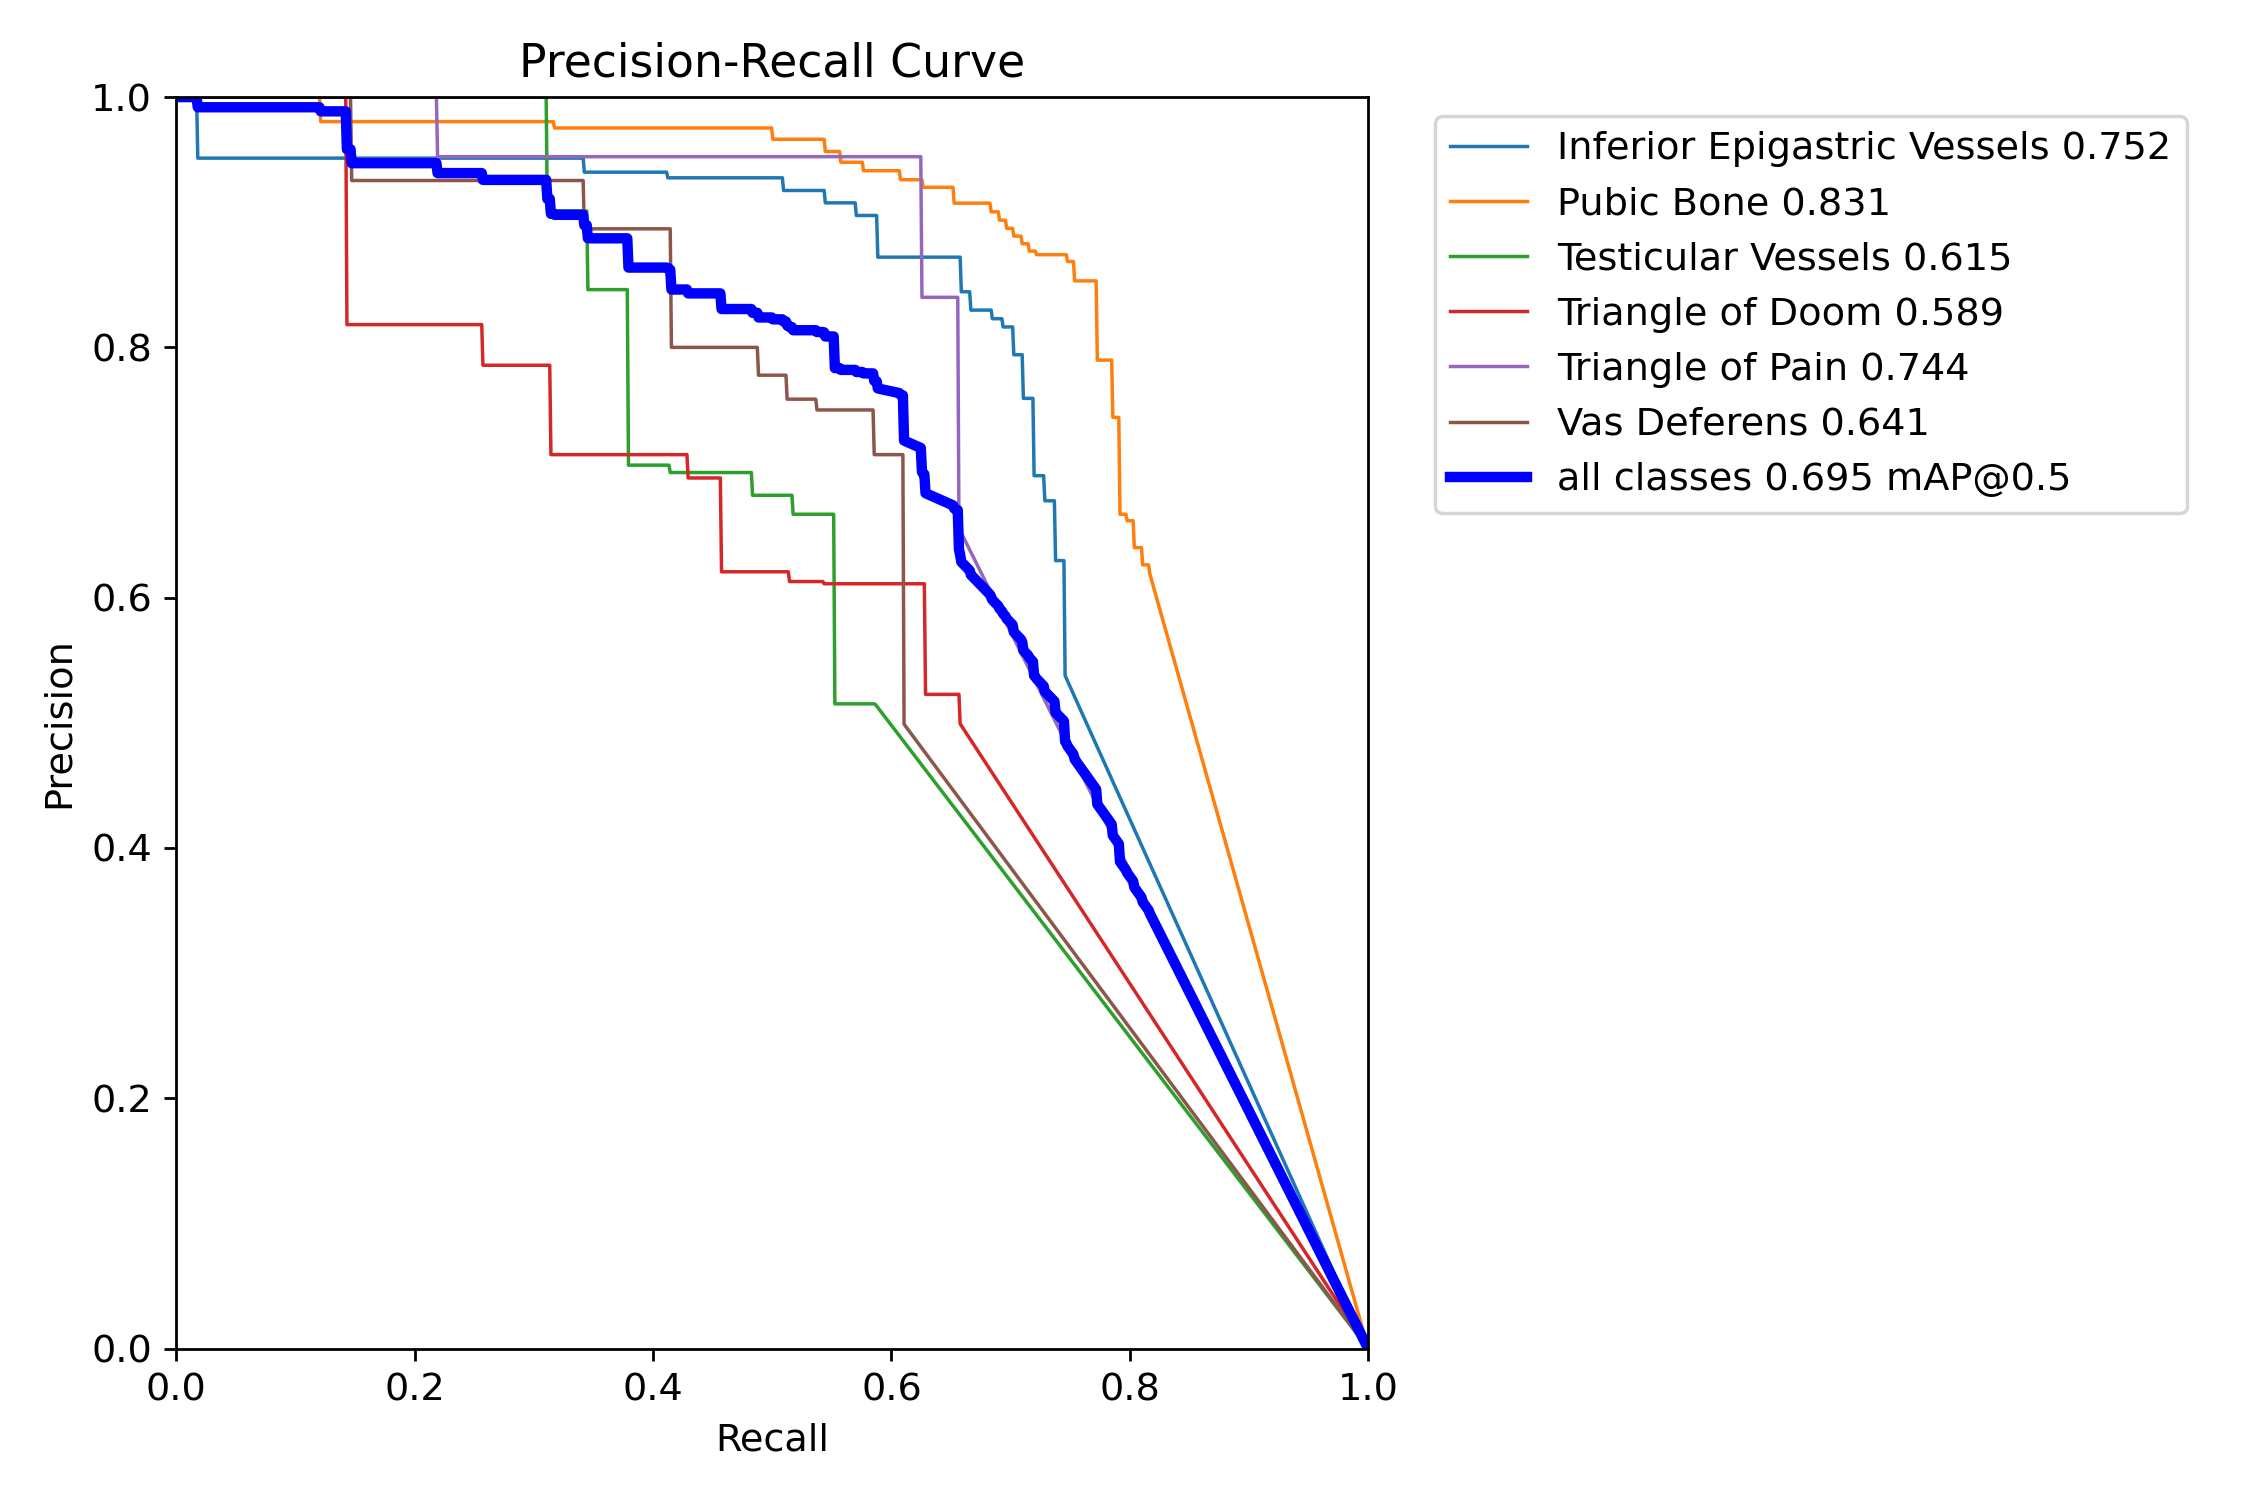 Precision-Recall Curve
1.0
0.8
0.6
0.4
0.2
0.0
Precision
0.0 0.2 0.4 0.6 0.8 1.0
Recall
Inferior Epigastric Vessels 0.752
Pubic Bone 0.831
Testicular Vessels 0.615
Triangle of Doom 0.589
Triangle of Pain 0.744
Vas Deferens 0.641
all classes 0.695 mAP@0.5